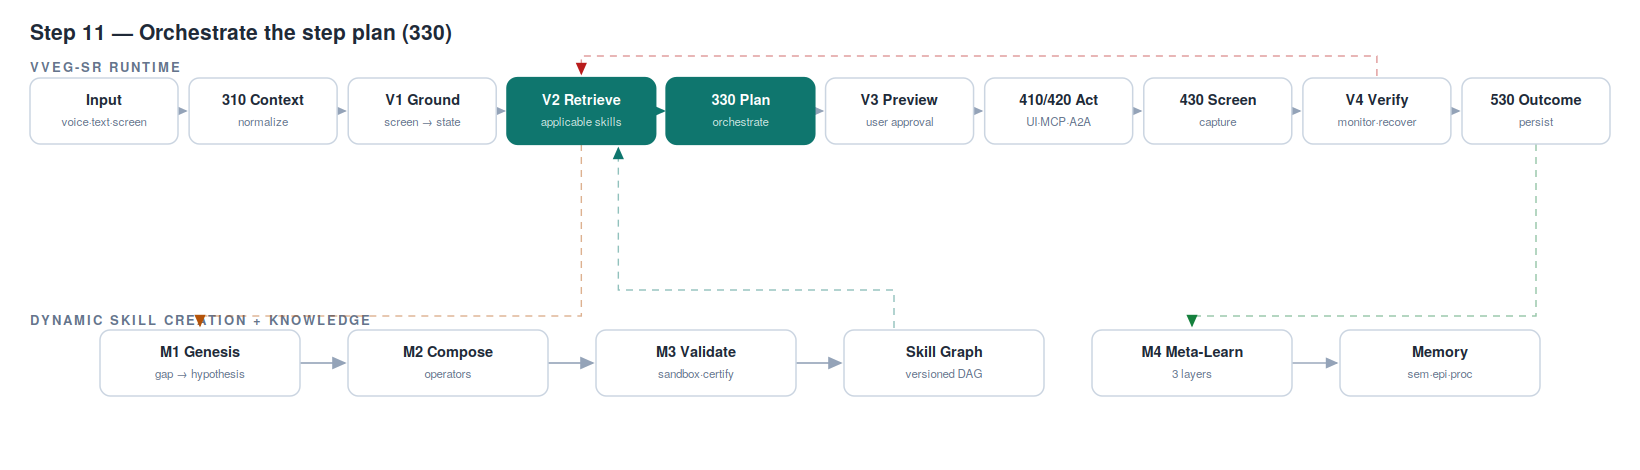 Step 11 — Orchestrate the step plan (330)
VVEG-SR RUNTIME
Input
voice·text·screen
310 Context
normalize
V1 Ground
screen → state
V2 Retrieve
applicable skills
330 Plan
orchestrate
V3 Preview
user approval
410/420 Act
UI·MCP·A2A
430 Screen
capture
V4 Verify
monitor·recover
530 Outcome
persist
DYNAMIC SKILL CREATION + KNOWLEDGE
M1 Genesis
gap → hypothesis
M2 Compose
operators
M3 Validate
sandbox·certify
Skill Graph
versioned DAG
M4 Meta-Learn
3 layers
Memory
sem·epi·proc